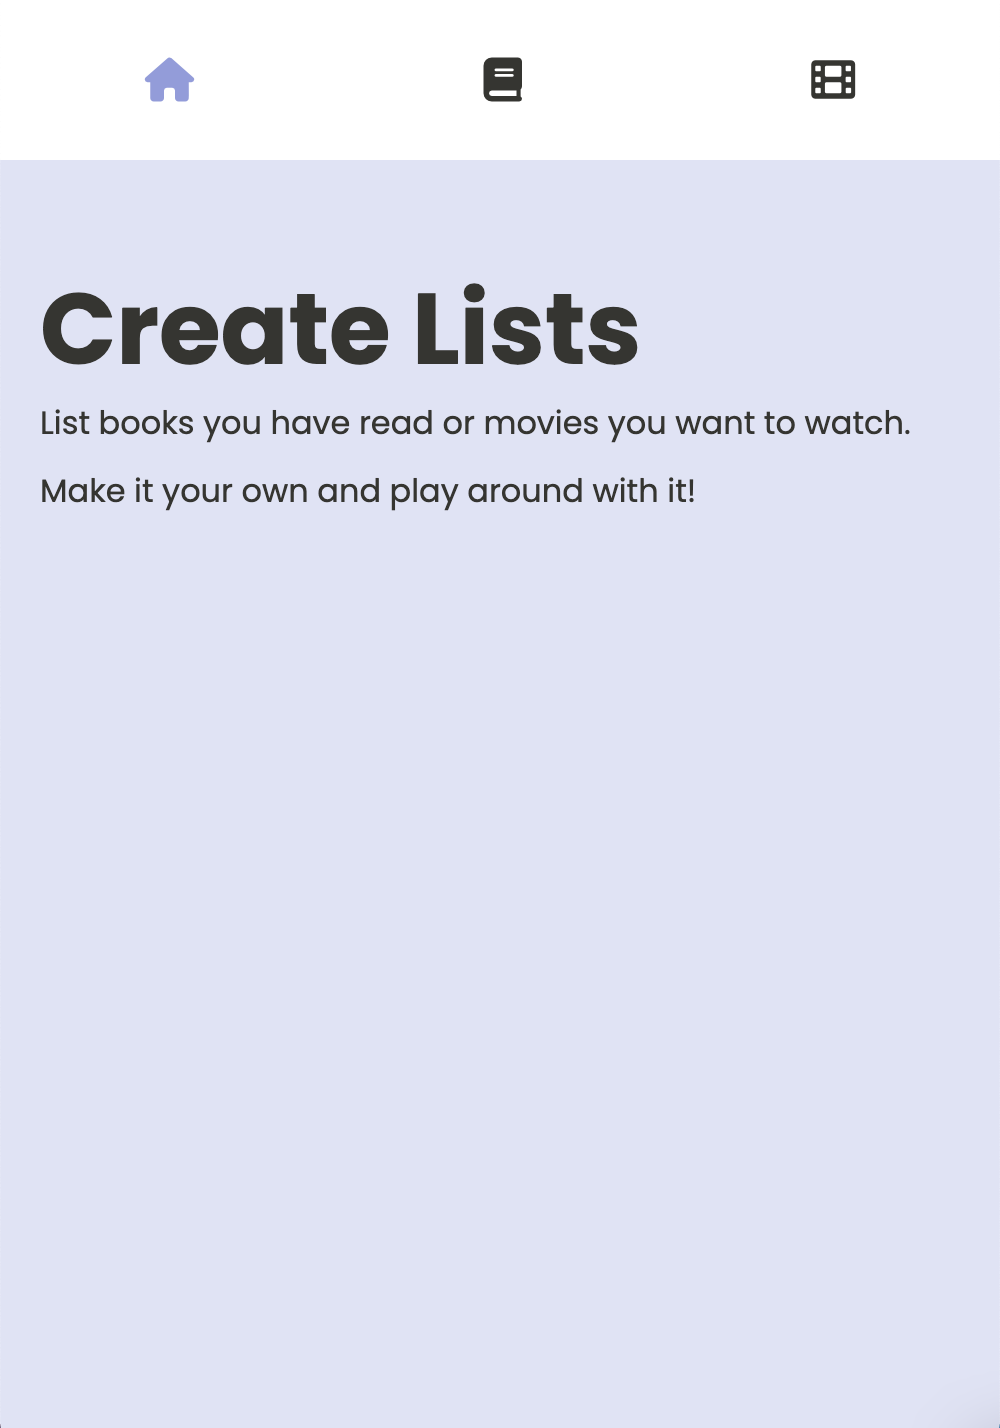 Create Lists
List books you have read or movies you want to watch.
Make it your own and play around with it!